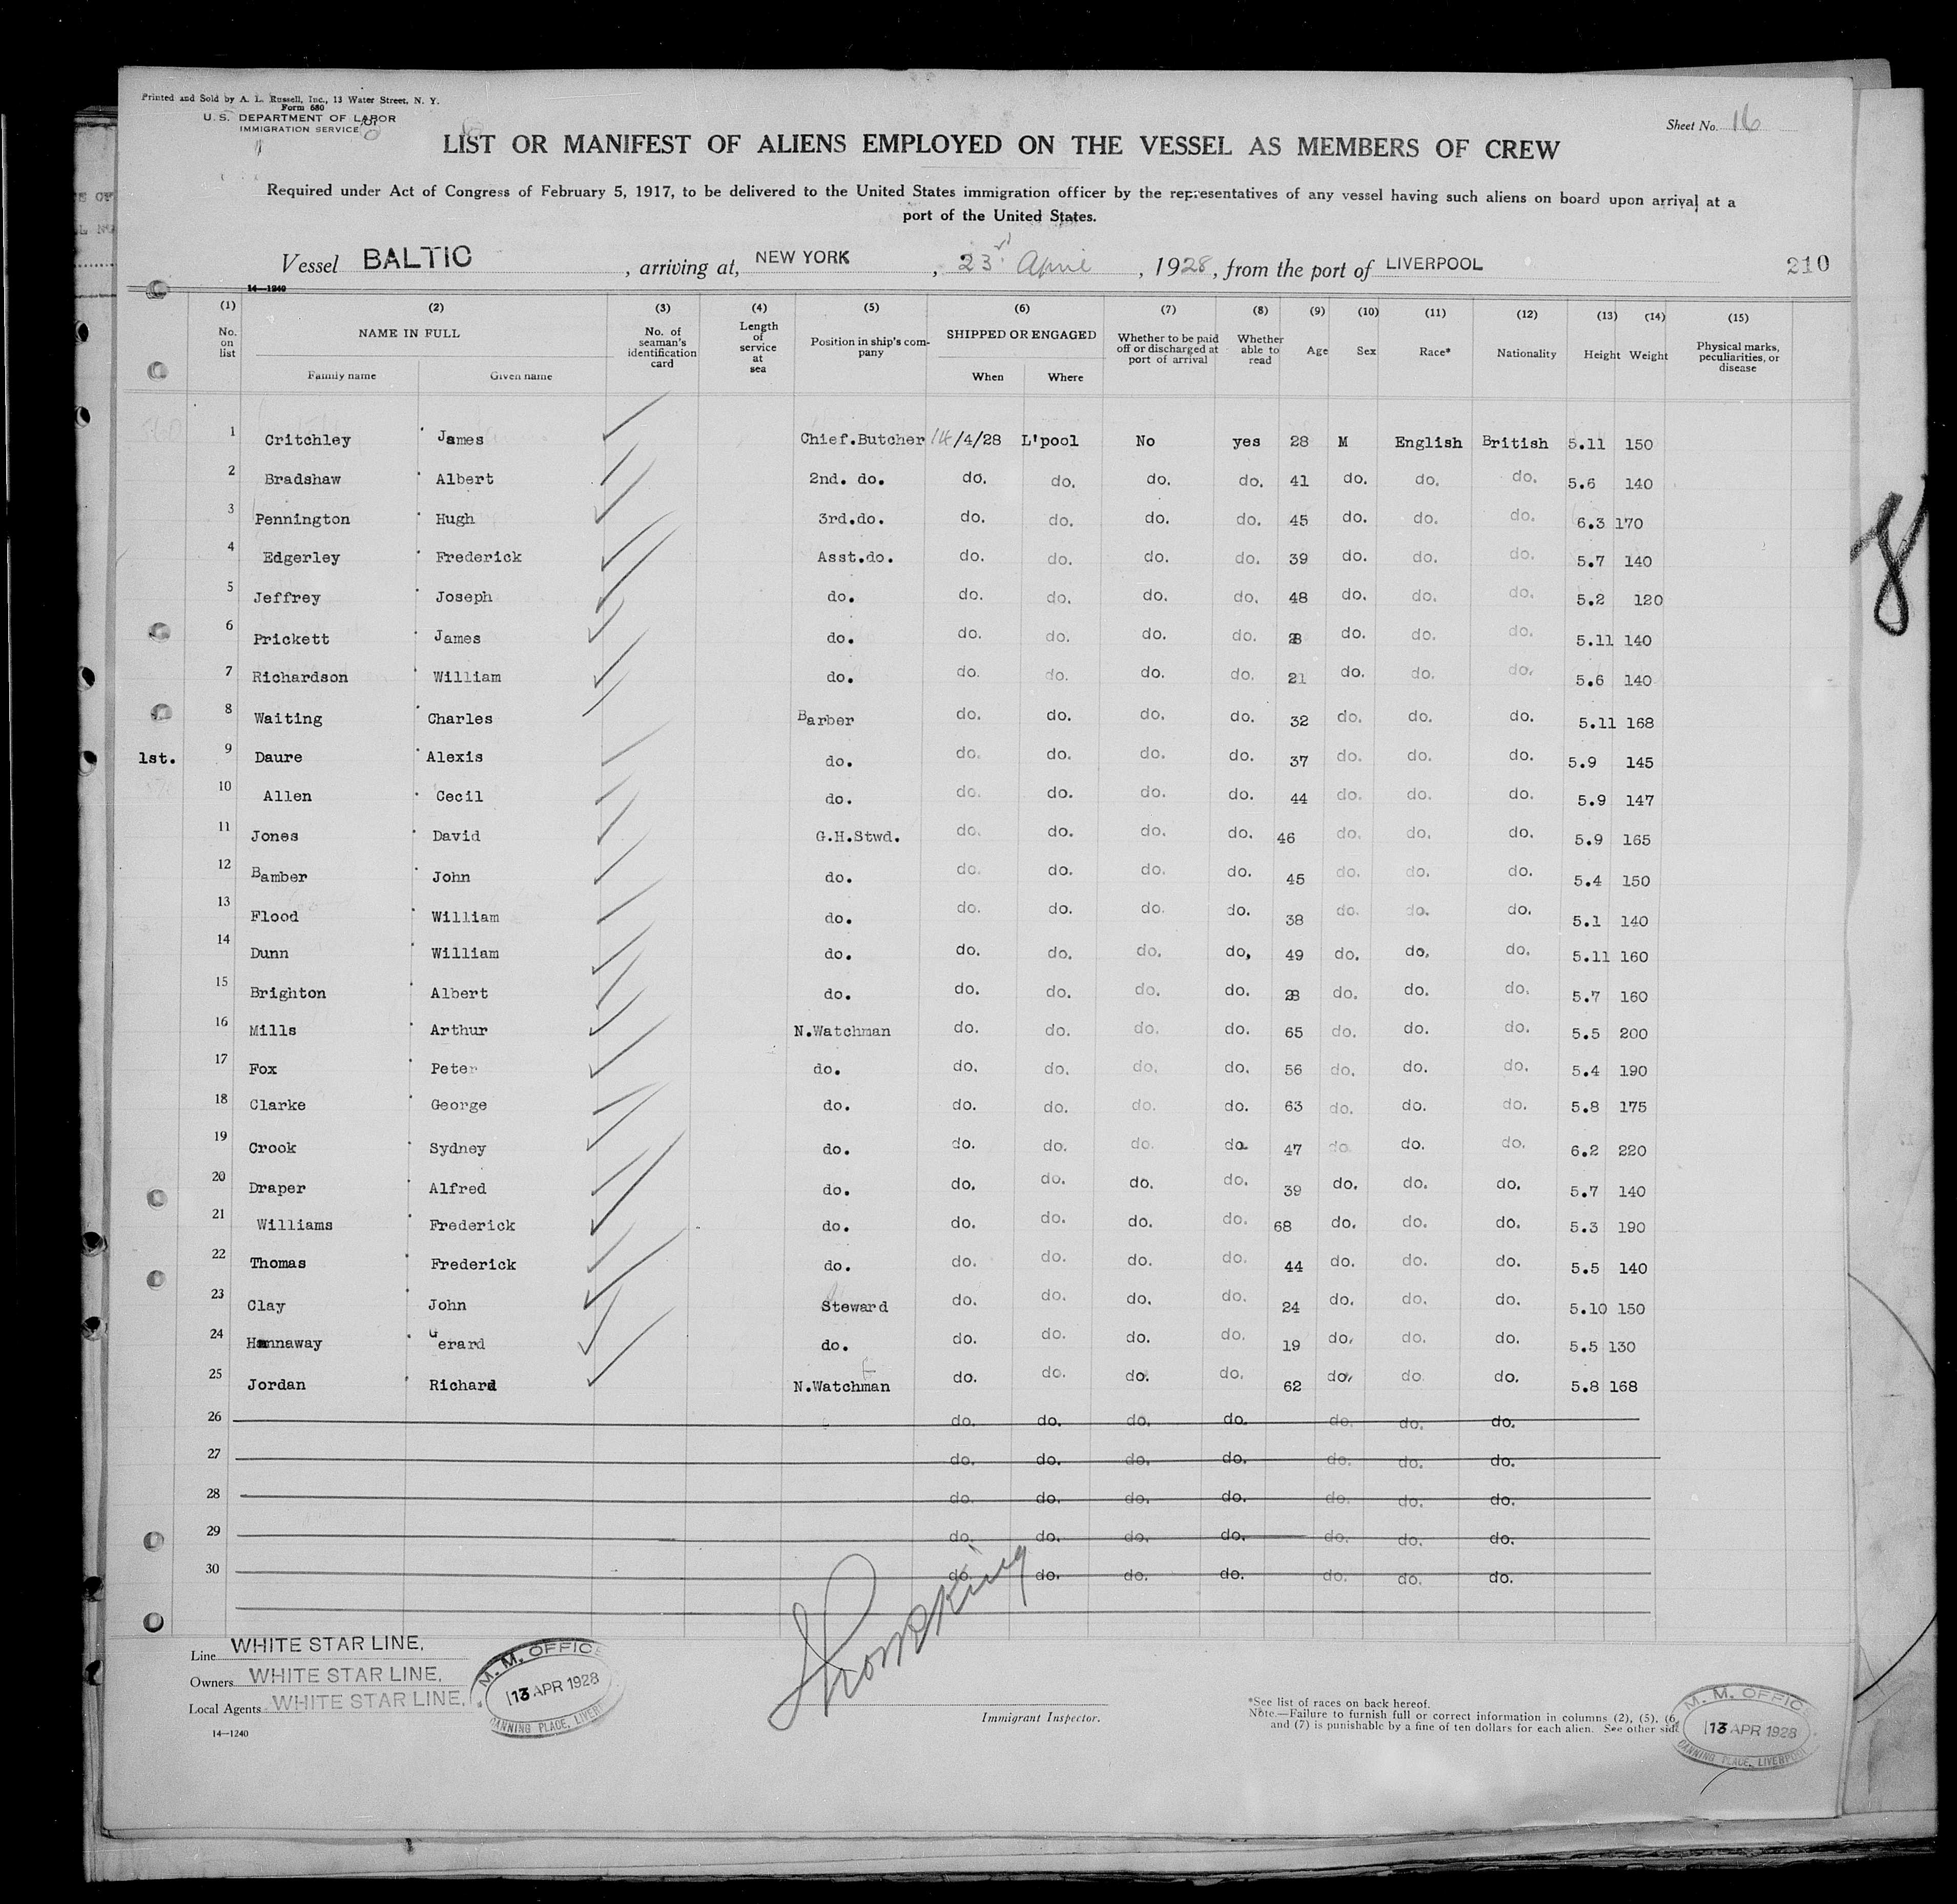 Printed and Sold by A. L. Russell, Inc., 13 Water Street, N. Y.
Form 680
U. S. DEPARTMENT OF LABOR
IMMIGRATION SERVICE
Sheet No. 16
LIST OR MANIFEST OF ALIENS EMPLOYED ON THE VESSEL AS MEMBERS OF CREW
Required under Act of Congress of February 5, 1917, to be delivered to the United States immigration officer by the representatives of any vessel having such aliens on board upon arrival at a
port of the United States.
Vessel BALTIC, arriving at, NEW YORK, 23rd April, 1928, from the port of LIVERPOOL 210
14—1240
(1) (2) (3) (4) (5) (6) (7) (8) (9) (10) (11) (12) (13) (14) (15)
No. on list NAME IN FULL Family name Given name No. of seaman's identification card Length of service at sea Position in ship's company SHIPPED OR ENGAGED When Where Whether to be paid off or discharged at port of arrival Whether able to read Age Sex Race* Nationality Height Weight Physical marks, peculiarities, or disease
1 Critchley James Chief.Butcher 14/4/28 L'pool No yes 28 M English British 5.11 150
2 Bradshaw Albert 2nd. do. do. do. do. do. 41 do. do. do. 5.6 140
3 Pennington Hugh 3rd.do. do. do. do. do. 45 do. do. do. 6.3 170
4 Edgerley Frederick Asst.do. do. do. do. do. 39 do. do. do. 5.7 140
5 Jeffrey Joseph do. do. do. do. do. 48 do. do. do. 5.2 120
6 Prickett James do. do. do. do. do. 28 do. do. do. 5.11 140
7 Richardson William do. do. do. do. do. 21 do. do. do. 5.6 140
8 Waiting Charles Barber do. do. do. do. 32 do. do. do. 5.11 168
1st. 9 Daure Alexis do. do. do. do. do. 37 do. do. do. 5.9 145
10 Allen Cecil do. do. do. do. do. 44 do. do. do. 5.9 147
11 Jones David G.H.Stwd. do. do. do. do. 46 do. do. do. 5.9 165
12 Bamber John do. do. do. do. do. 45 do. do. do. 5.4 150
13 Flood William do. do. do. do. do. 38 do. do. do. 5.1 140
14 Dunn William do. do. do. do. do, 49 do. do. do. 5.11 160
15 Brighton Albert do. do. do. do. do. 28 do. do. do. 5.7 160
16 Mills Arthur N.Watchman do. do. do. do. 65 do. do. do. 5.5 200
17 Fox Peter do. do. do. do. do. 56 do. do. do. 5.4 190
18 Clarke George do. do. do. do. do. 63 do. do. do. 5.8 175
19 Crook Sydney do. do. do. do. do. 47 do. do. do. 6.2 220
20 Draper Alfred do. do. do. do. do. 39 do. do. do. 5.7 140
21 Williams Frederick do. do. do. do. do. 68 do. do. do. 5.3 190
22 Thomas Frederick do. do. do. do. do. 44 do. do. do. 5.5 140
23 Clay John Steward do. do. do. do. 24 do. do. do. 5.10 150
24 Hannaway Gerard do. do. do. do. do. 19 do. do. do. 5.5 130
25 Jordan Richard N.Watchman do. do. do. do. 62 do. do. do. 5.8 168
26 do. do. do. do. do. do. do.
27 do. do. do. do. do. do. do.
28 do. do. do. do. do. do. do.
29 do. do. do. do. do. do. do.
30 do. do. do. do. do. do. do.
8
Line WHITE STAR LINE.
Owners WHITE STAR LINE.
Local Agents WHITE STAR LINE.
14—1240
M. M. OFFICE
13 APR 1928
CANNING PLACE, LIVERPOOL
Immigrant Inspector.
*See list of races on back hereof.
Note.—Failure to furnish full or correct information in columns (2), (5), (6
and (7) is punishable by a fine of ten dollars for each alien. See other side
M. M. OFFIC
13 APR 1928
CANNING PLACE, LIVERPOOL